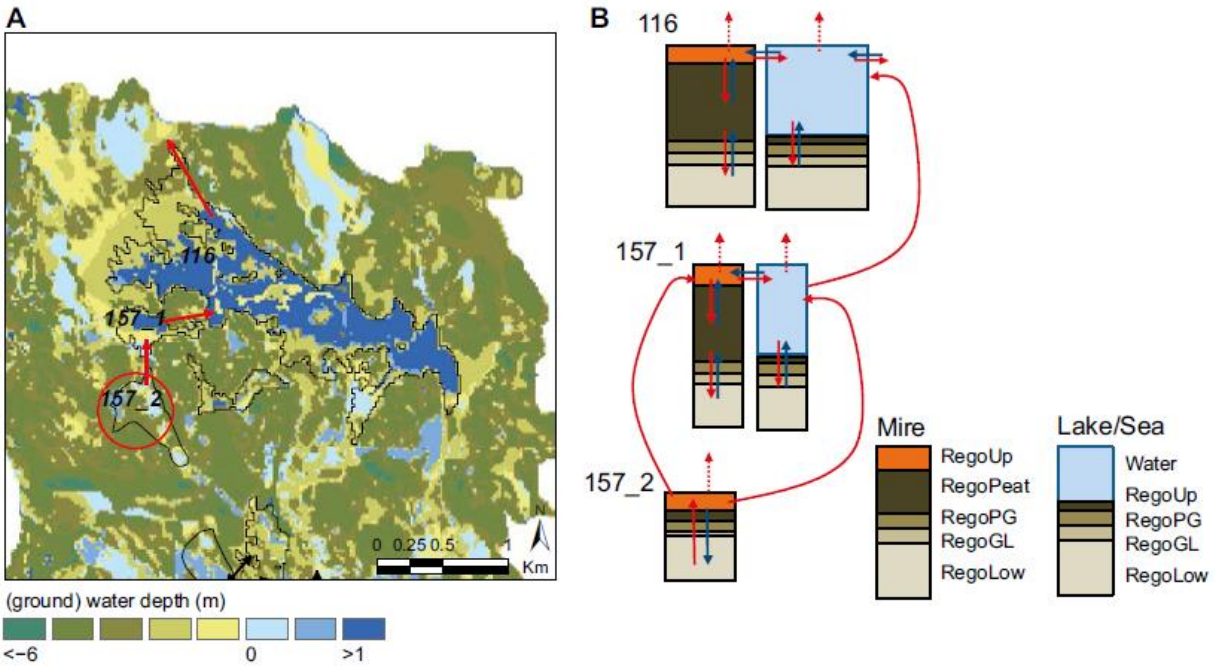 A
116
157_1
157_2
N
0 0.25 0.5 1
Km
(ground) water depth (m)
<−6 0 >1
B
116
157_1
157_2
Mire
RegoUp
RegoPeat
RegoPG
RegoGL
RegoLow
Lake/Sea
Water
RegoUp
RegoPG
RegoGL
RegoLow